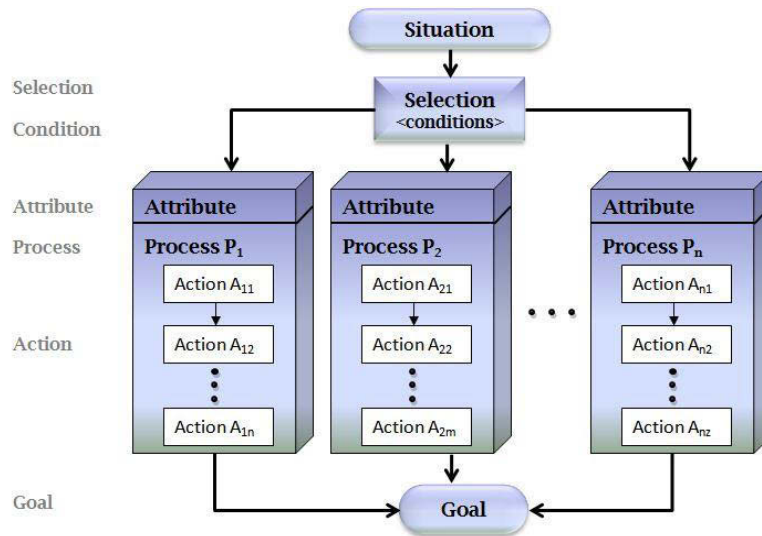 Situation
Selection
Selection
<conditions>
Condition
Attribute
Attribute
Attribute
Attribute
Process
Process P₁
Process P₂
Process Pₙ
Action A₁₁
Action A₂₁
Action Aₙ₁
Action
Action A₁₂
Action A₂₂
Action Aₙ₂
Action A₁ₙ
Action A₂ₘ
Action A_nz
Goal
Goal